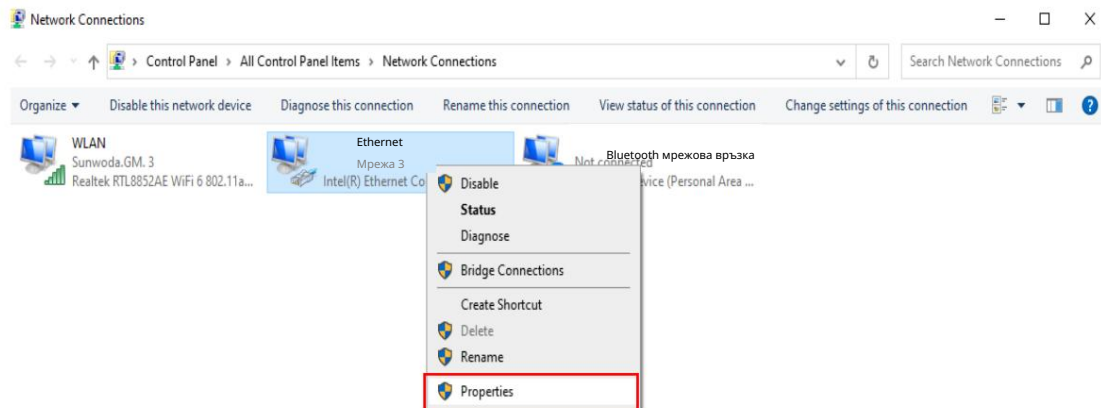 Network Connections
Control Panel > All Control Panel Items > Network Connections
Search Network Connections
Organize
Disable this network device
Diagnose this connection
Rename this connection
View status of this connection
Change settings of this connection
WLAN
Sunwoda.GM. 3
Realtek RTL8852AE WiFi 6 802.11a...
Ethernet
Мрежа 3
Intel(R) Ethernet Co
Bluetooth мрежова връзка
Not connected
(Personal Area ...
Disable
Status
Diagnose
Bridge Connections
Create Shortcut
Delete
Rename
Properties